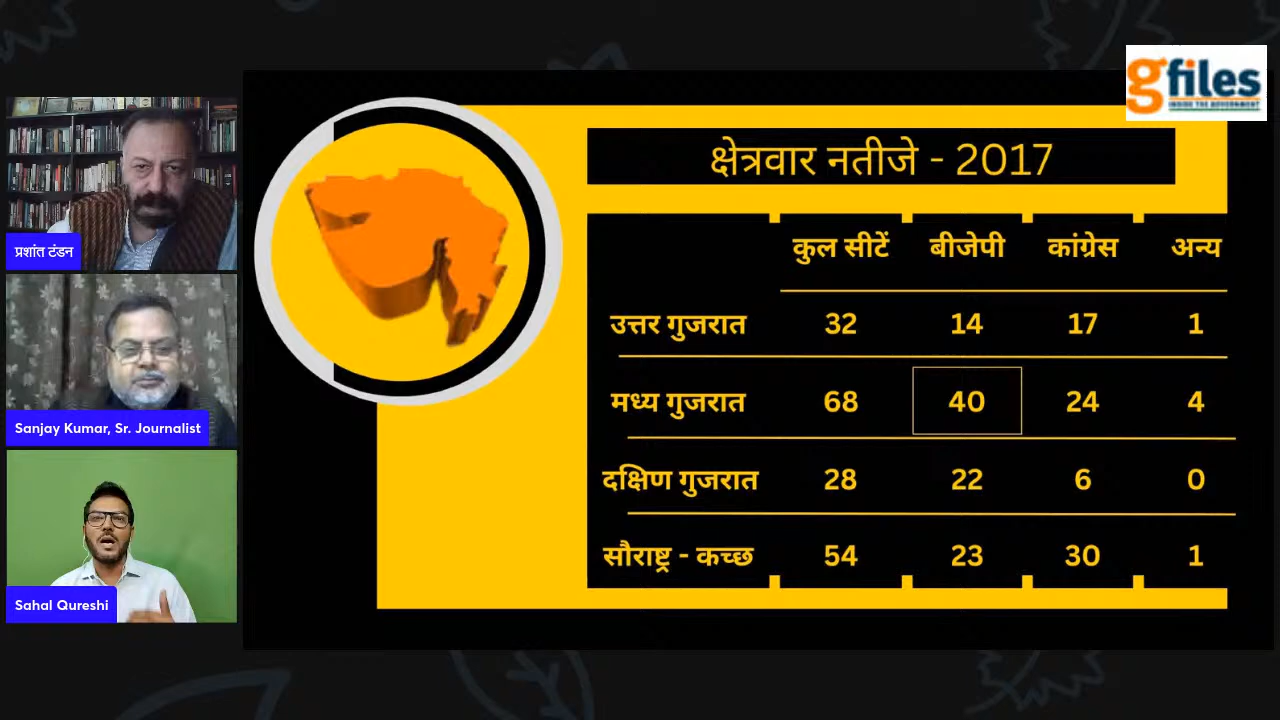 gfiles
INSIDE THE GOVERNMENT
क्षेत्रवार नतीजे - 2017
कुल सीटें बीजेपी कांग्रेस अन्य
उत्तर गुजरात 32 14 17 1
मध्य गुजरात 68 40 24 4
दक्षिण गुजरात 28 22 6 0
सौराष्ट्र - कच्छ 54 23 30 1
प्रशांत टंडन
Sanjay Kumar, Sr. Journalist
Sahal Qureshi